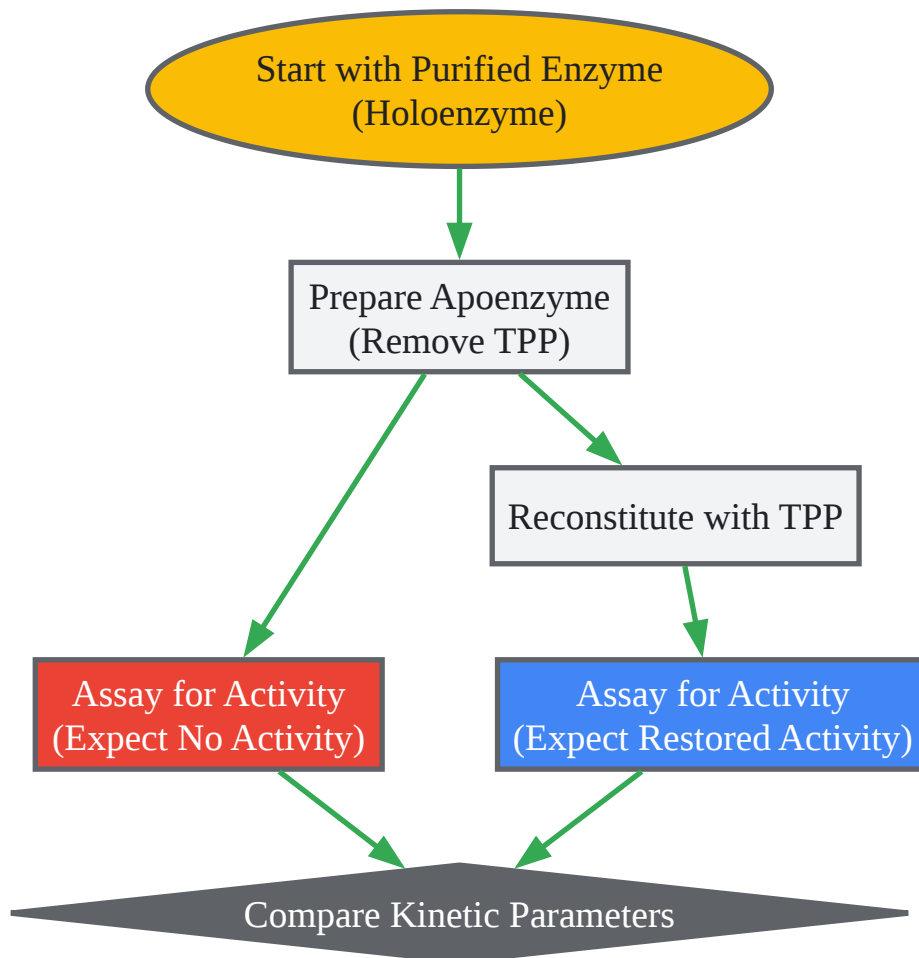 Start with Purified Enzyme
(Holoenzyme)
Prepare Apoenzyme
(Remove TPP)
Reconstitute with TPP
Assay for Activity
(Expect No Activity)
Assay for Activity
(Expect Restored Activity)
Compare Kinetic Parameters